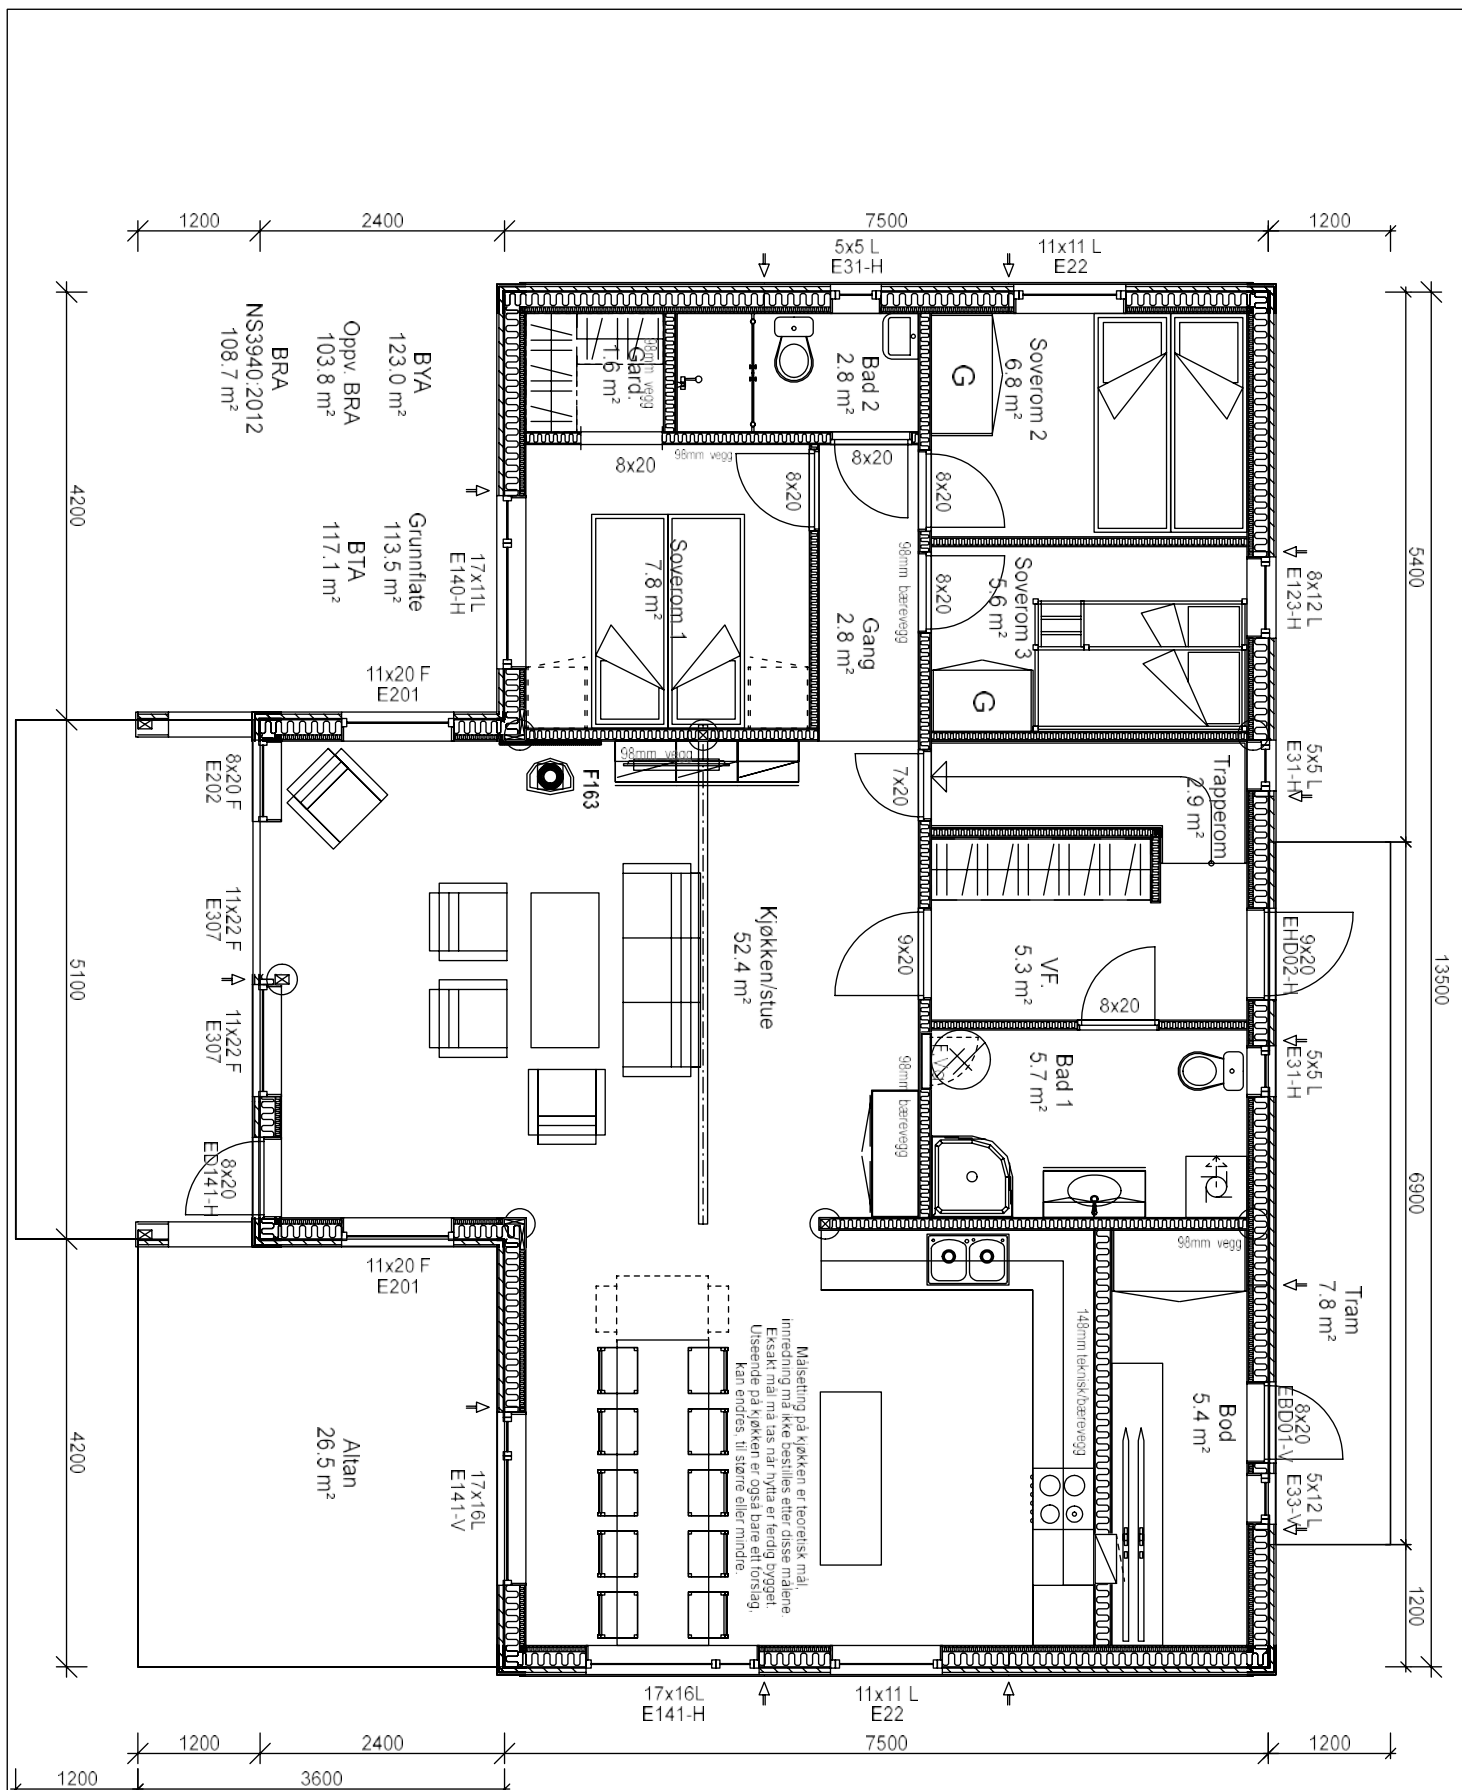 1200
2400
7500
1200
5x5 L
E31-H
11x11 L
E22
4200
5100
4200
5400
6900
1200
13500
BYA
123.0 m²
Oppv. BRA
103.8 m²
BRA
NS3940:2012
108.7 m²
Grunnflate
113.5 m²
BTA
117.1 m²
98mm vegg
Gard.
1.6 m²
Bad 2
2.8 m²
G
Soverom 2
6.8 m²
8x20
98mm vegg
8x20
8x20
8x20
17x11L
E140-H
Soverom 1
7.8 m²
98mm bærevegg
Gang
2.8 m²
8x20
Soverom 3
5.6 m²
G
8x12 L
E123-H
11x20 F
E201
8x20 F
E202
F163
98mm vegg
7x20
Trapperom
2.9 m²
5x5 L
E31-H
11x22 F
E307
11x22 F
E307
Kjøkken/stue
52.4 m²
9x20
VF.
5.3 m²
8x20
9x20
EHD02-H
98mm bærevegg
Bad 1
5.7 m²
5x5 L
E31-H
8x20
ED141-H
11x20 F
E201
98mm vegg
Tram
7.8 m²
Målsetting på kjøkken er teoretisk mål,
innredning må ikke bestilles etter disse målene.
Eksakt mål må tas når hytta er ferdig bygget.
Utseende på kjøkken er også bare ett forslag,
kan endres, til større eller mindre.
148mm teknisk/bærevegg
Bod
5.4 m²
8x20
EBD01-V
5x12 L
E33-V
Altan
26.5 m²
17x16L
E141-V
17x16L
E141-H
11x11 L
E22
1200
2400
7500
1200
1200
3600